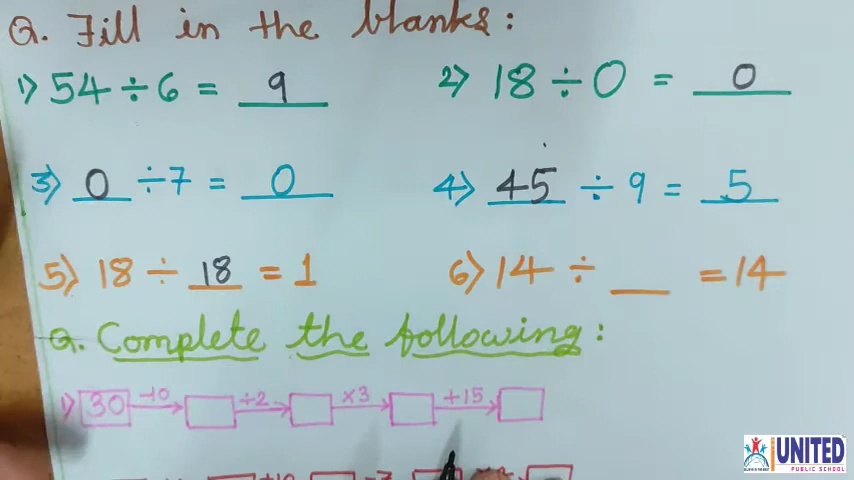 Q. Fill in the blanks:
1) 54 ÷ 6 = 9
2) 18 ÷ 0 = 0
3) 0 ÷ 7 = 0
4) 45 ÷ 9 = 5
5) 18 ÷ 18 = 1
6) 14 ÷ __ = 14
Q. Complete the following:
1) 30 -10 ÷2 ×3 +15
UNITED
PUBLIC SCHOOL